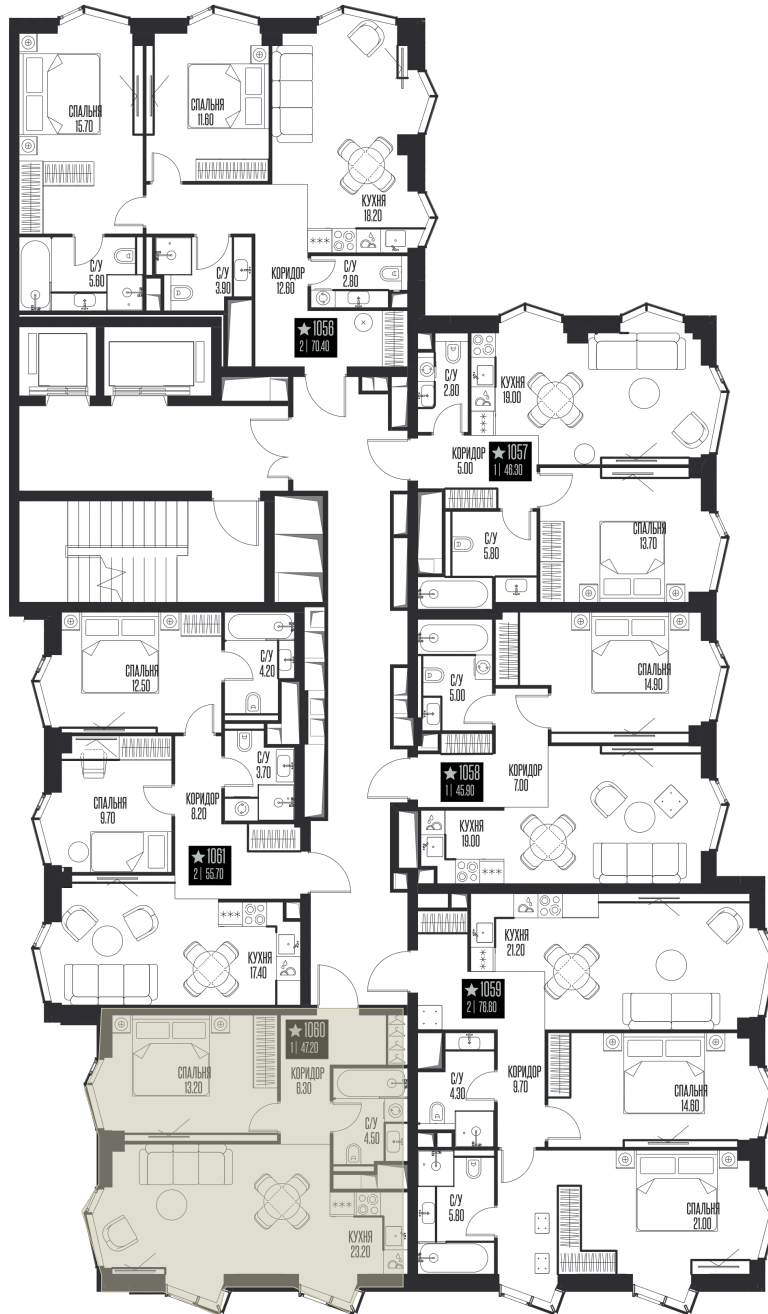 СПАЛЬНЯ
15.70
СПАЛЬНЯ
11.60
КУХНЯ
18.20
С/У
5.60
С/У
3.90
КОРИДОР
12.60
С/У
2.80
★1056
2 | 70.40
С/У
2.80
КУХНЯ
19.00
КОРИДОР
5.00
★1057
1 | 46.30
С/У
5.80
СПАЛЬНЯ
13.70
СПАЛЬНЯ
12.50
С/У
4.20
С/У
5.00
СПАЛЬНЯ
14.90
С/У
3.70
СПАЛЬНЯ
9.70
КОРИДОР
8.20
★1058
1 | 45.90
КОРИДОР
7.00
КУХНЯ
19.00
★1061
2 | 55.70
КУХНЯ
17.40
КУХНЯ
21.20
★1059
2 | 76.60
★1060
1 | 47.20
СПАЛЬНЯ
13.20
КОРИДОР
6.30
С/У
4.30
КОРИДОР
9.70
СПАЛЬНЯ
14.60
С/У
4.50
С/У
5.80
СПАЛЬНЯ
21.00
КУХНЯ
23.20